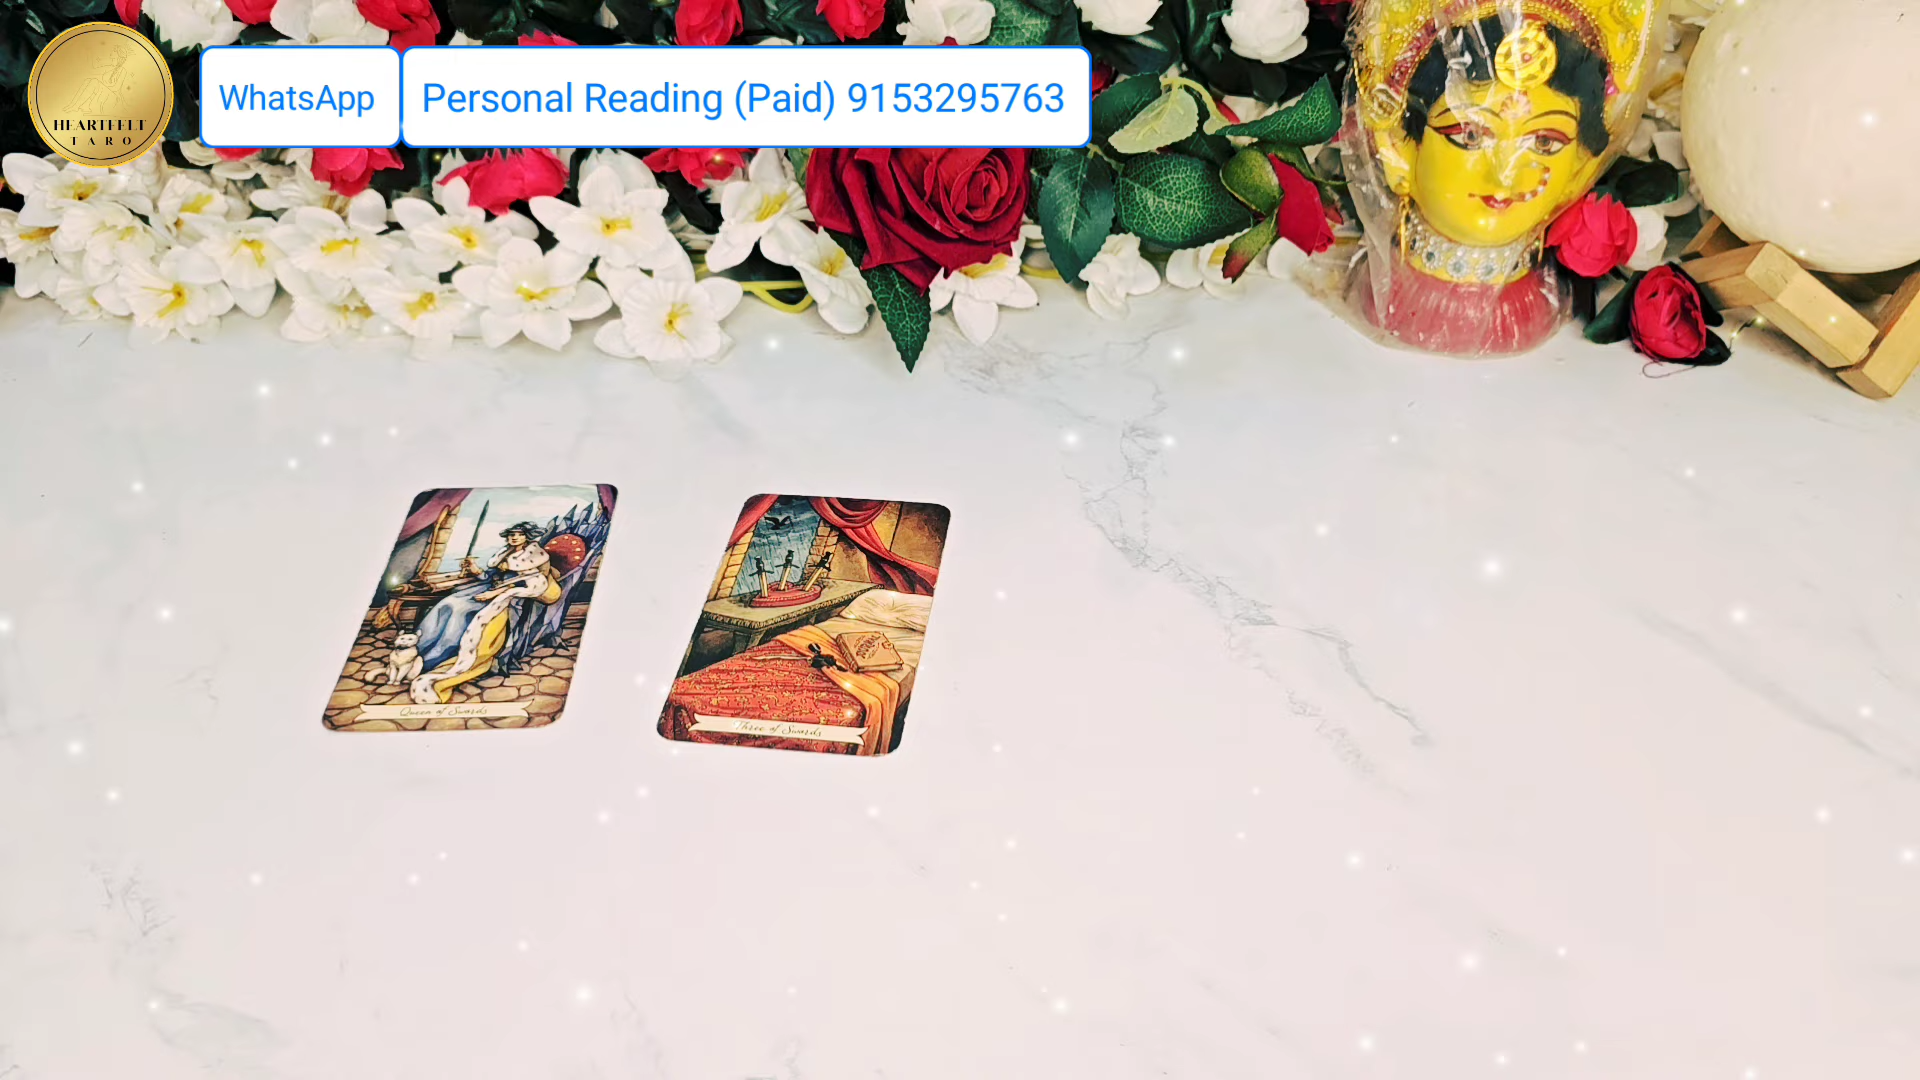 HEARTFELT
TARO
WhatsApp
Personal Reading (Paid) 9153295763
Queen of Swords
Three of Swords